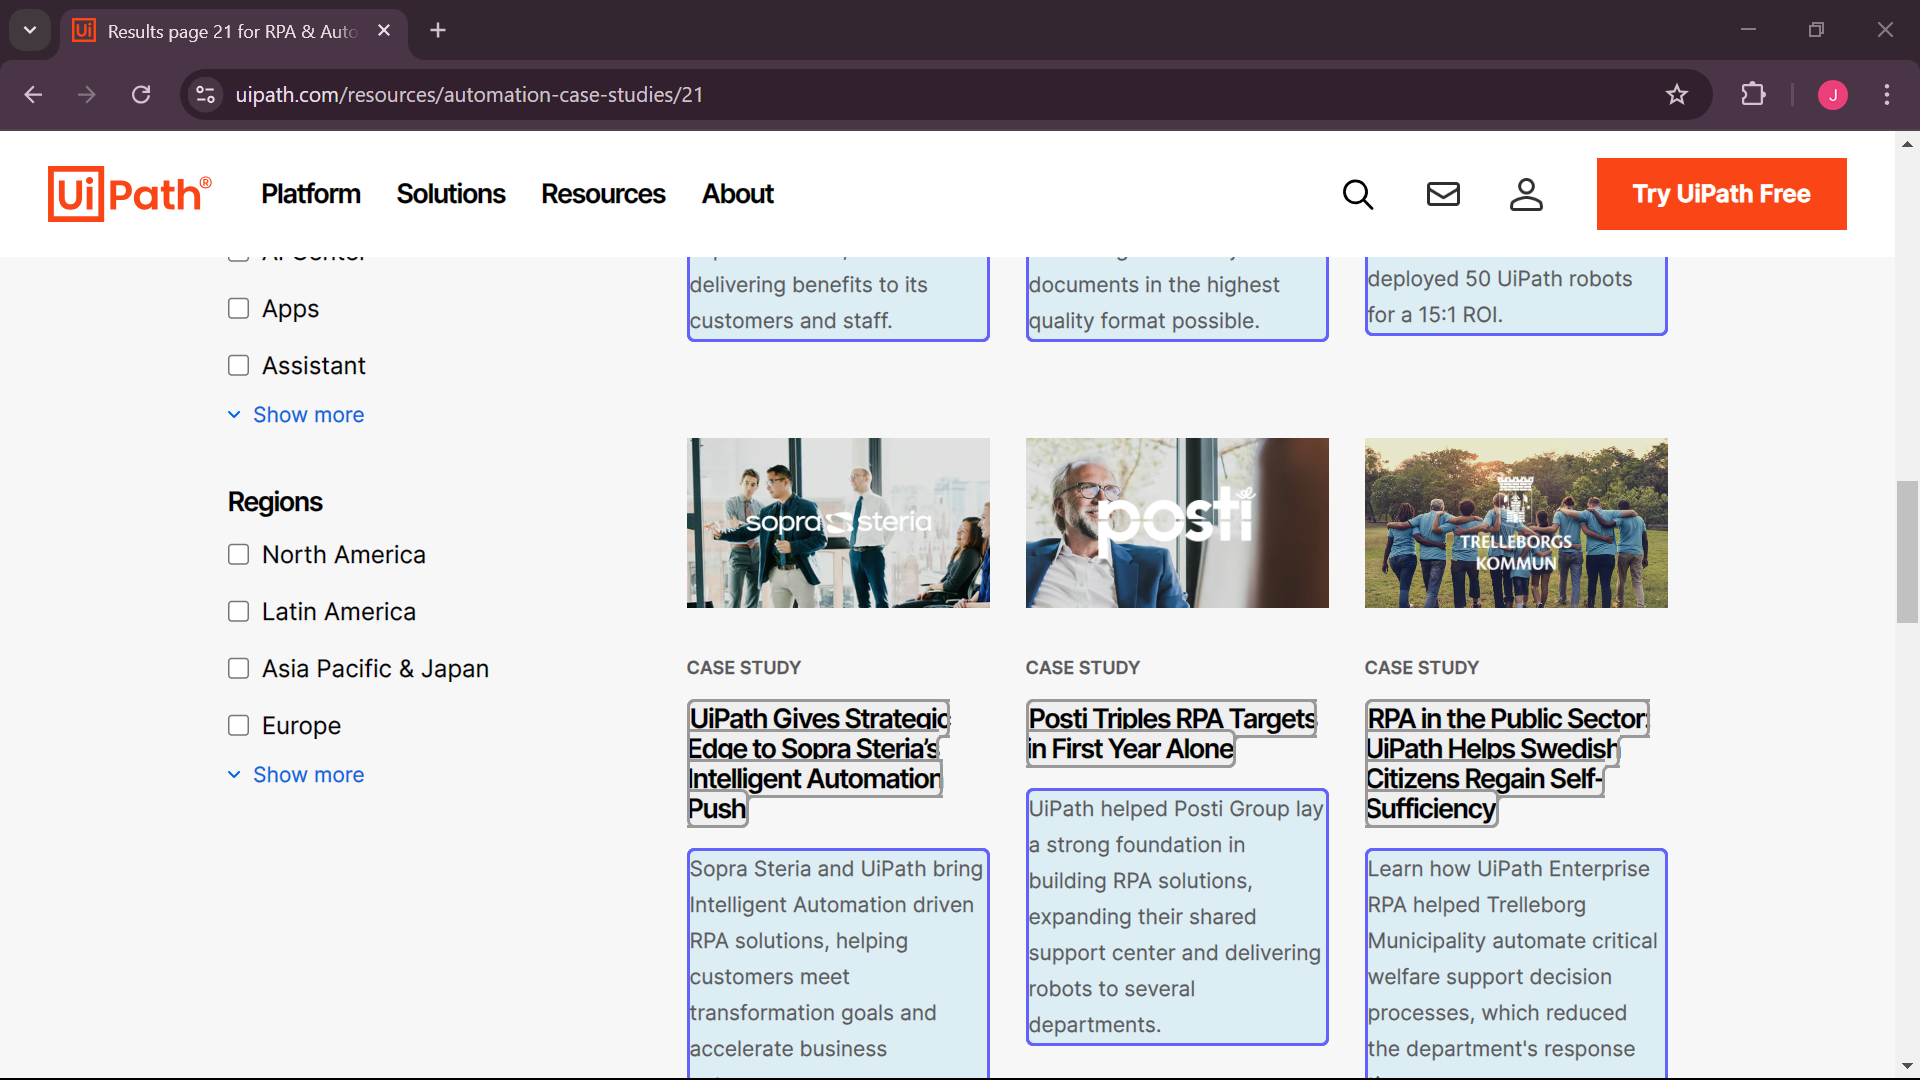 Results page 21 for RPA & Auto
uipath.com/resources/automation-case-studies/21
J
UiPath®
Platform
Solutions
Resources
About
Try UiPath Free
AI Center
Apps
Assistant
Show more
Regions
North America
Latin America
Asia Pacific & Japan
Europe
Show more
delivering benefits to its
customers and staff.
documents in the highest
quality format possible.
deployed 50 UiPath robots
for a 15:1 ROI.
sopra steria
CASE STUDY
UiPath Gives Strategic
Edge to Sopra Steria's
Intelligent Automation
Push
Sopra Steria and UiPath bring
Intelligent Automation driven
RPA solutions, helping
customers meet
transformation goals and
accelerate business
posti
CASE STUDY
Posti Triples RPA Targets
in First Year Alone
UiPath helped Posti Group lay
a strong foundation in
building RPA solutions,
expanding their shared
support center and delivering
robots to several
departments.
TRELLEBORGS
KOMMUN
CASE STUDY
RPA in the Public Sector:
UiPath Helps Swedish
Citizens Regain Self-
Sufficiency
Learn how UiPath Enterprise
RPA helped Trelleborg
Municipality automate critical
welfare support decision
processes, which reduced
the department's response